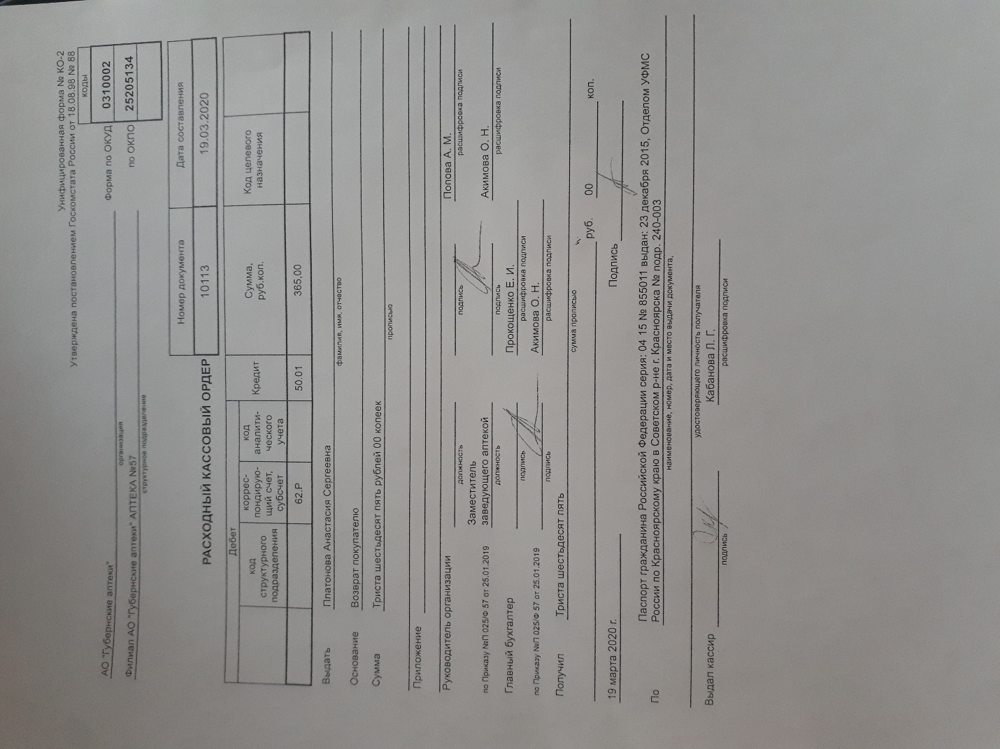 Унифицированная форма № КО-2
Утверждена постановлением Госкомстата России от 18.08.98 № 88
коды
Форма по ОКУД 0310002
АО "Губернские аптеки" по ОКПО 25205134
организация
Филиал АО "Губернские аптеки" АПТЕКА №57
структурное подразделение
Номер документа Дата составления
РАСХОДНЫЙ КАССОВЫЙ ОРДЕР 10113 19.03.2020
Дебет Кредит Сумма, руб.коп. Код целевого назначения
код структурного подразделения коррес-пондирую-щий счет, субсчет код аналити-ческого учета
62.Р 50.01 365,00
Выдать Платонова Анастасия Сергеевна
фамилия, имя, отчество
Основание Возврат покупателю
Сумма Триста шестьдесят пять рублей 00 копеек
прописью
Приложение
Руководитель организации Попова А. М.
должность подпись расшифровка подписи
Заместитель
по Приказу №П 025/Ф 57 от 25.01.2019 заведующего аптекой Акимова О. Н.
должность подпись расшифровка подписи
Главный бухгалтер Прокощенко Е. И.
подпись расшифровка подписи
по Приказу №П 025/Ф 57 от 25.01.2019 Акимова О. Н.
подпись расшифровка подписи
Получил Триста шестьдесят пять
сумма прописью
руб. 00 коп.
19 марта 2020 г. Подпись
По Паспорт гражданина Российской Федерации серия: 04 15 № 855011 выдан: 23 декабря 2015, Отделом УФМС
России по Красноярскому краю в Советском р-не г. Красноярска № подр. 240-003
наименование, номер, дата и место выдачи документа,
удостоверяющего личность получателя
Выдал кассир Кабанова Л. Г.
подпись расшифровка подписи